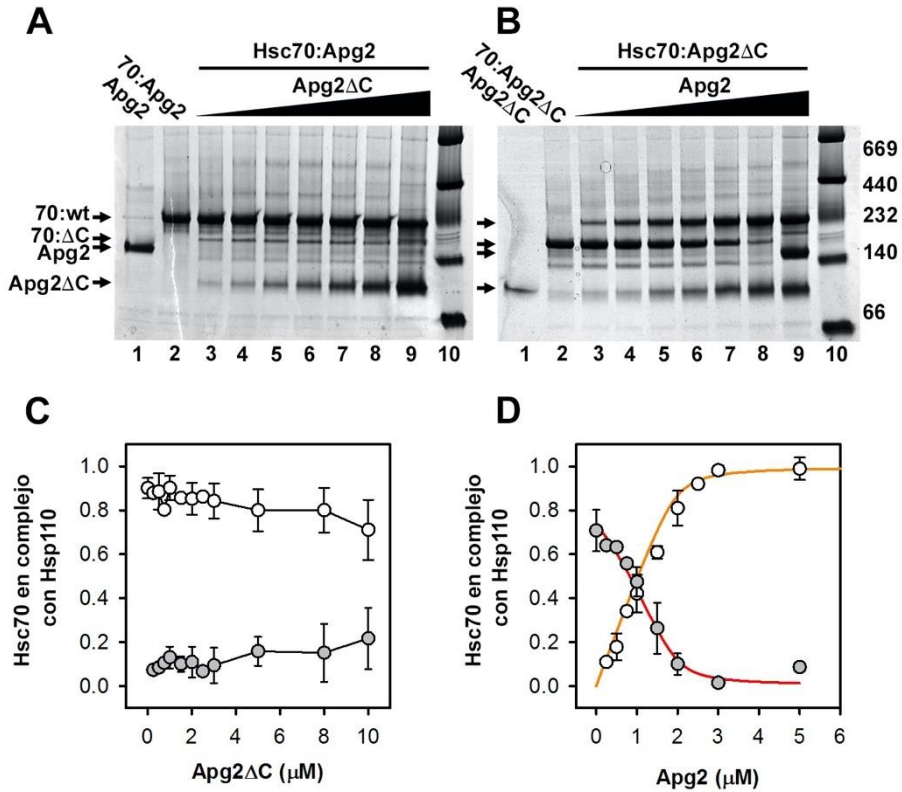 A
Hsc70:Apg2
Apg2ΔC
70:Apg2
Apg2
70:wt
70:ΔC
Apg2
Apg2ΔC
1 2 3 4 5 6 7 8 9 10
B
Hsc70:Apg2ΔC
Apg2
70:Apg2ΔC
Apg2ΔC
669
440
232
140
66
1 2 3 4 5 6 7 8 9 10
C
Hsc70 en complejo
con Hsp110
1.0
0.8
0.6
0.4
0.2
0.0
0 2 4 6 8 10
Apg2ΔC (μM)
D
Hsc70 en complejo
con Hsp110
1.0
0.8
0.6
0.4
0.2
0.0
0 1 2 3 4 5 6
Apg2 (μM)